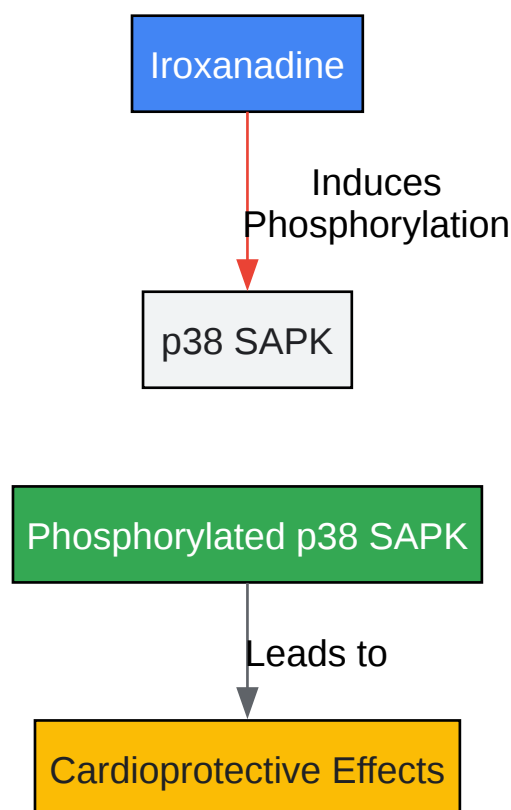 Iroxanadine
Induces
Phosphorylation
p38 SAPK
Phosphorylated p38 SAPK
Leads to
Cardioprotective Effects